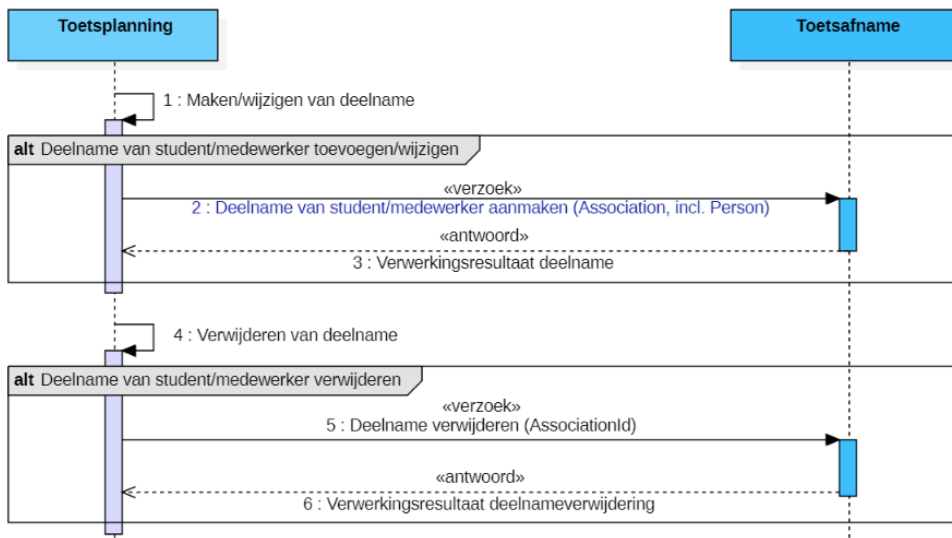 Toetsplanning
Toetsafname
1 : Maken/wijzigen van deelname
alt Deelname van student/medewerker toevoegen/wijzigen
«verzoek»
2 : Deelname van student/medewerker aanmaken (Association, incl. Person)
«antwoord»
3 : Verwerkingsresultaat deelname
4 : Verwijderen van deelname
alt Deelname van student/medewerker verwijderen
«verzoek»
5 : Deelname verwijderen (AssociationId)
«antwoord»
6 : Verwerkingsresultaat deelnameverwijdering